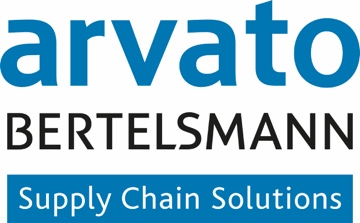 arvato
BERTELSMANN
Supply Chain Solutions